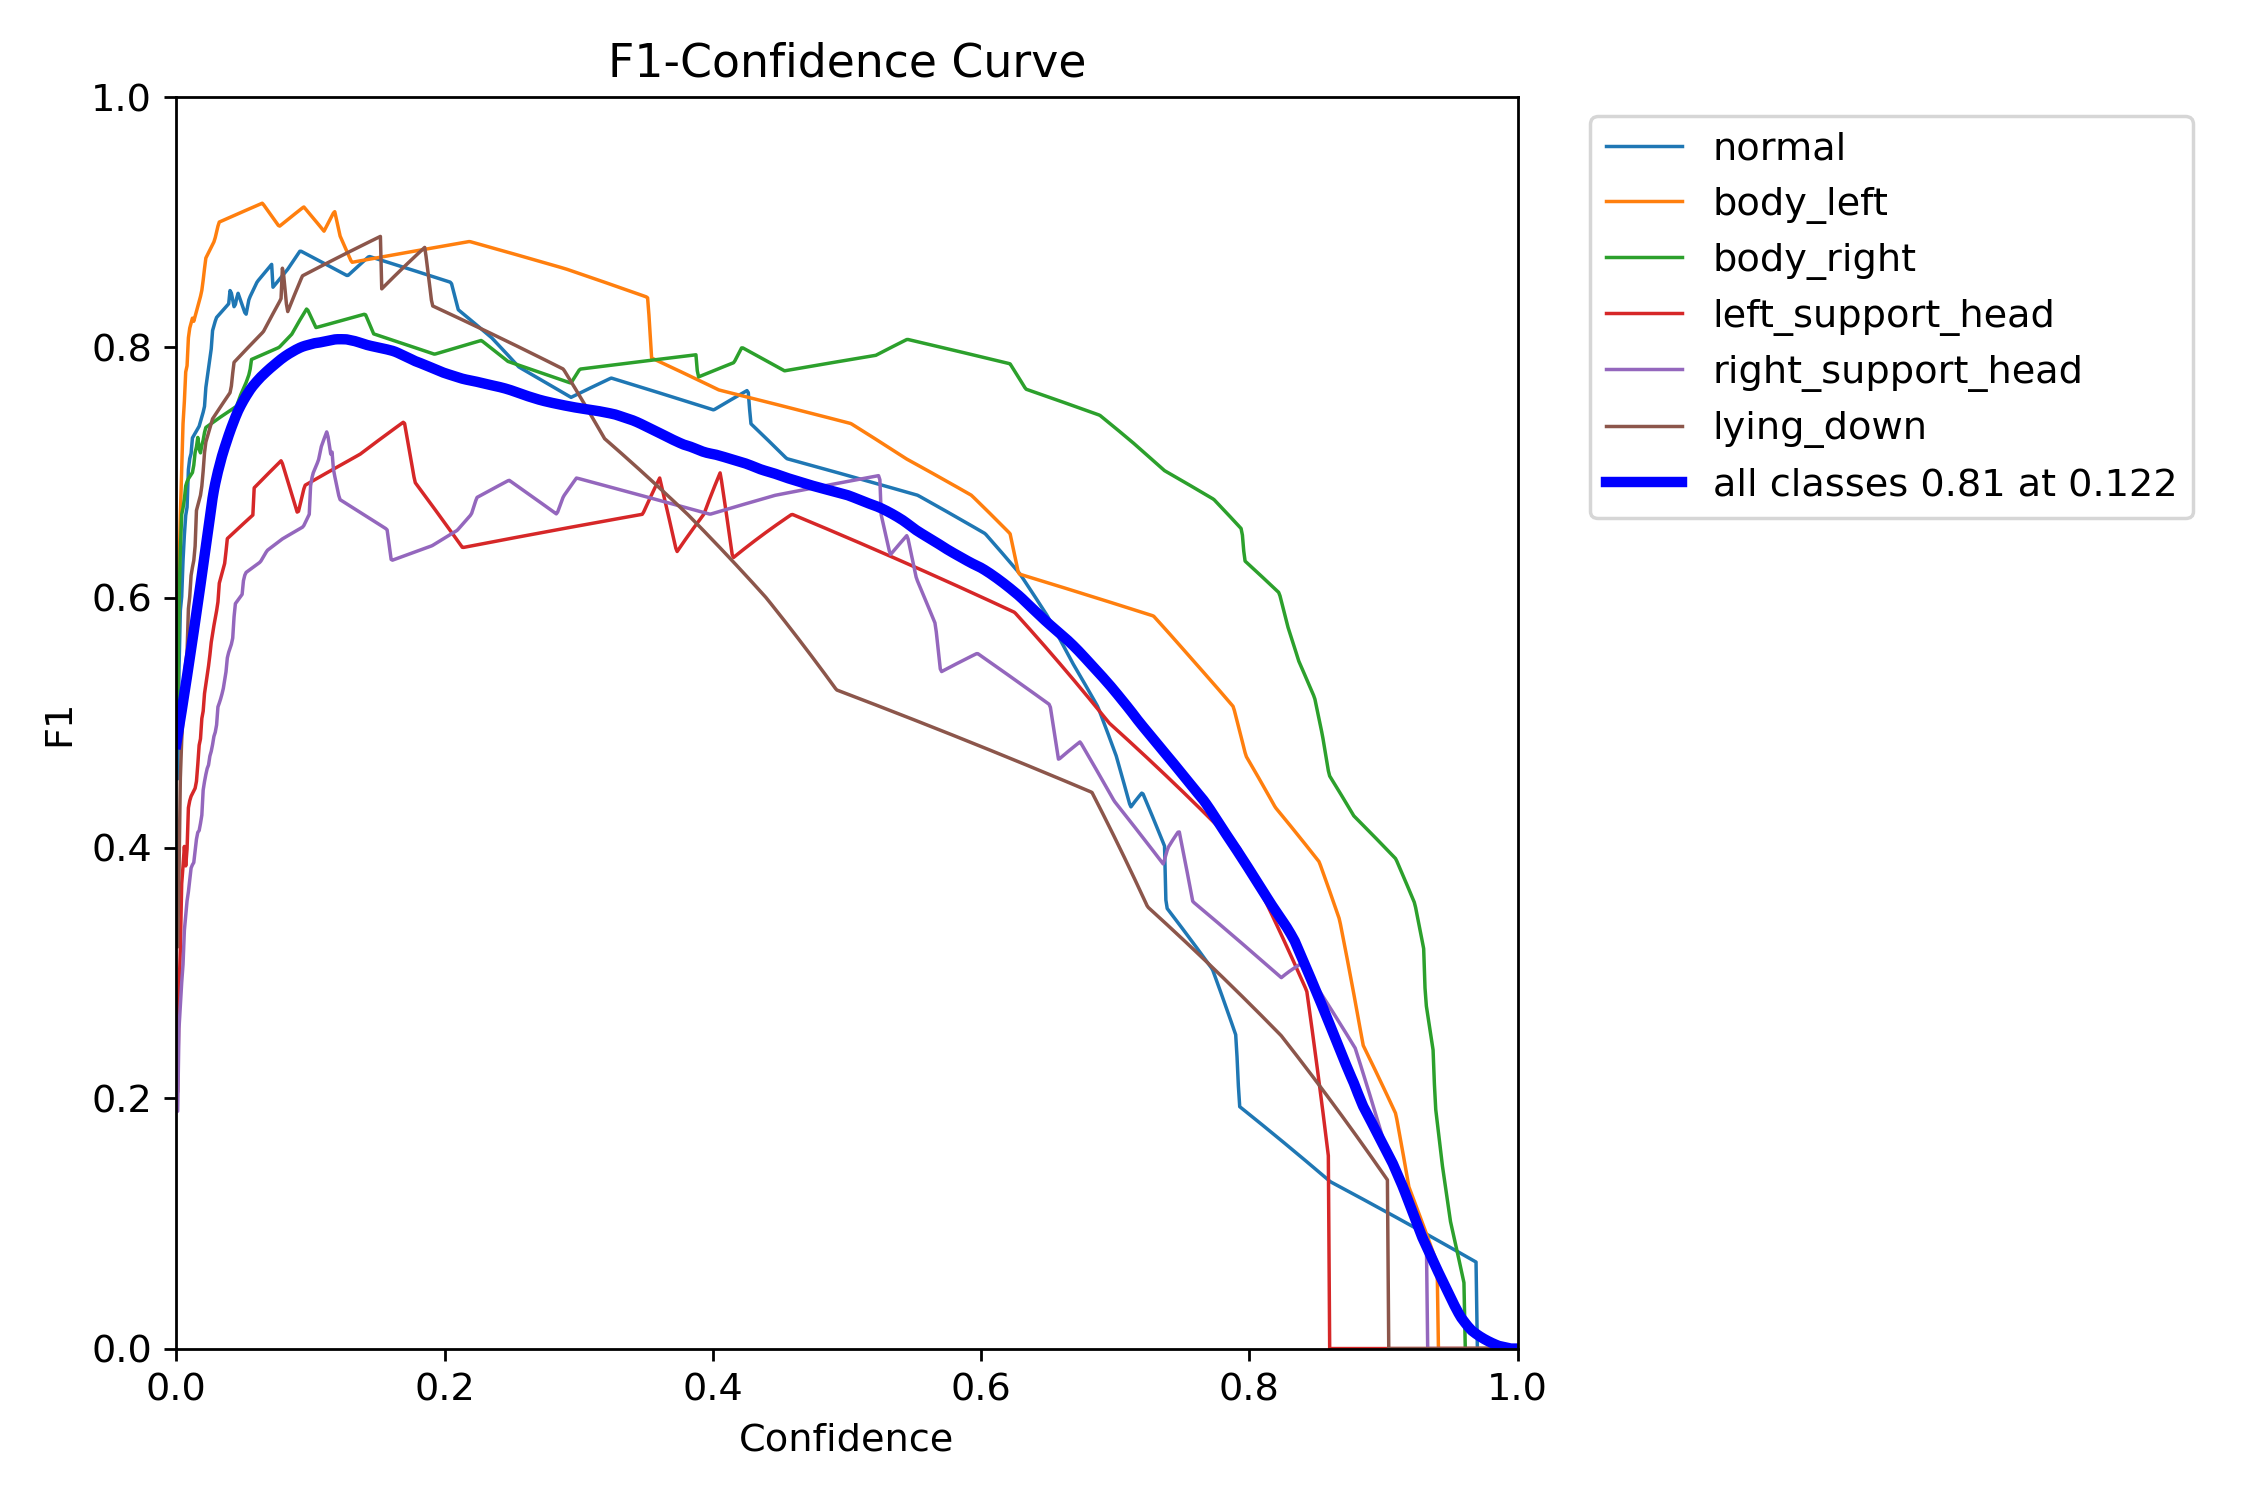 F1-Confidence Curve
1.0
0.8
0.6
0.4
0.2
0.0
F1
0.0 0.2 0.4 0.6 0.8 1.0
Confidence
normal
body_left
body_right
left_support_head
right_support_head
lying_down
all classes 0.81 at 0.122